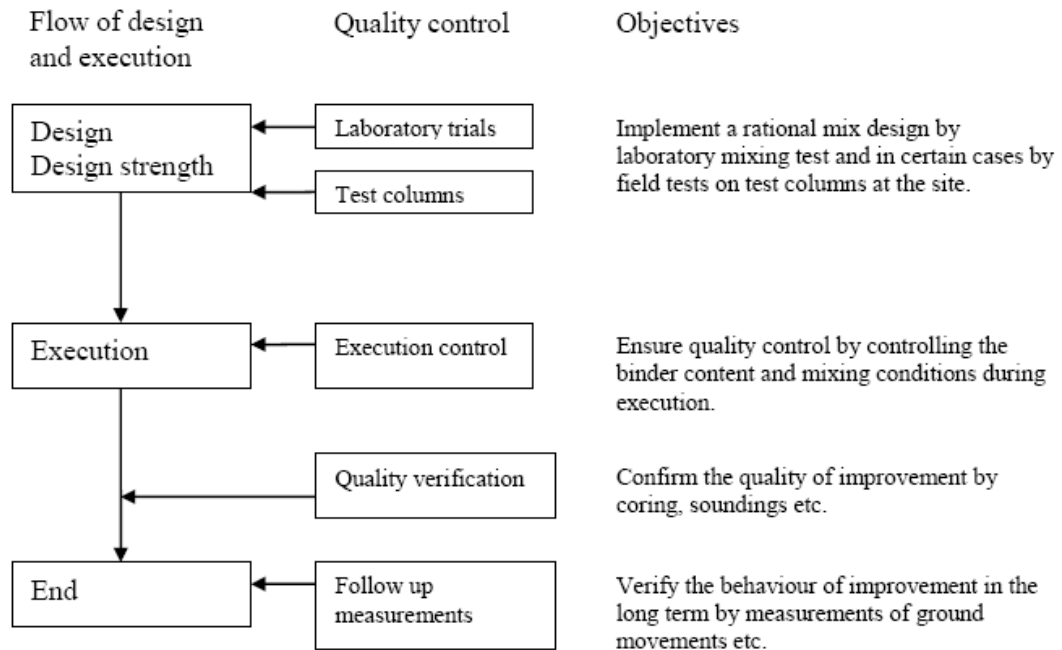 Flow of design
and execution
Quality control
Objectives
Design
Design strength
Laboratory trials
Test columns
Implement a rational mix design by
laboratory mixing test and in certain cases by
field tests on test columns at the site.
Execution
Execution control
Ensure quality control by controlling the
binder content and mixing conditions during
execution.
Quality verification
Confirm the quality of improvement by
coring, soundings etc.
End
Follow up
measurements
Verify the behaviour of improvement in the
long term by measurements of ground
movements etc.